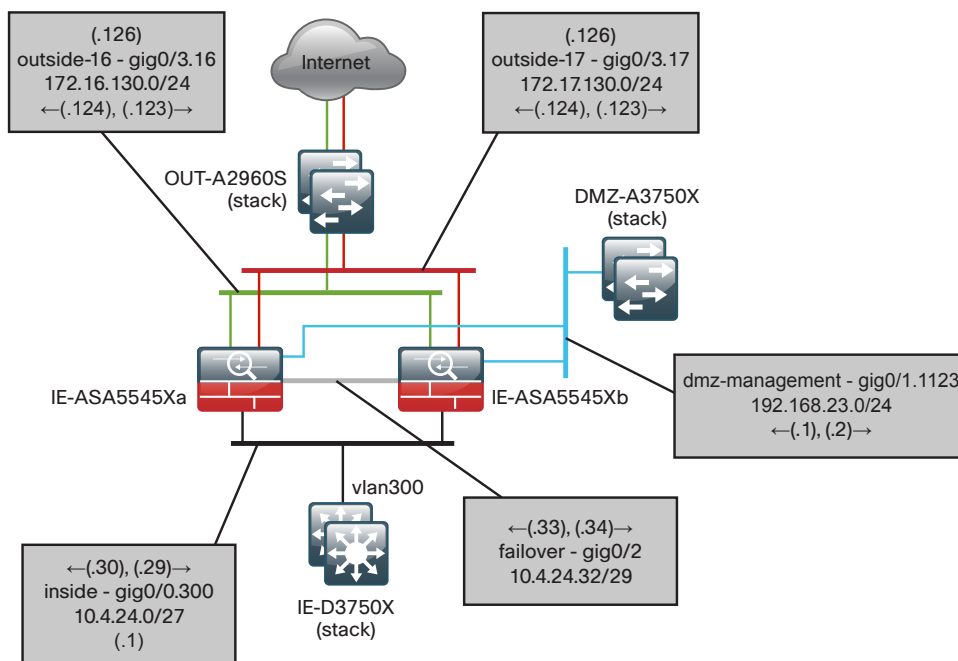 (.126)
outside-16 - gig0/3.16
172.16.130.0/24
←(.124), (.123)→
Internet
(.126)
outside-17 - gig0/3.17
172.17.130.0/24
←(.124), (.123)→
OUT-A2960S
(stack)
DMZ-A3750X
(stack)
IE-ASA5545Xa
IE-ASA5545Xb
dmz-management - gig0/1.1123
192.168.23.0/24
←(.1), (.2)→
vlan300
←(.30), (.29)→
inside - gig0/0.300
10.4.24.0/27
(.1)
IE-D3750X
(stack)
←(.33), (.34)→
failover - gig0/2
10.4.24.32/29